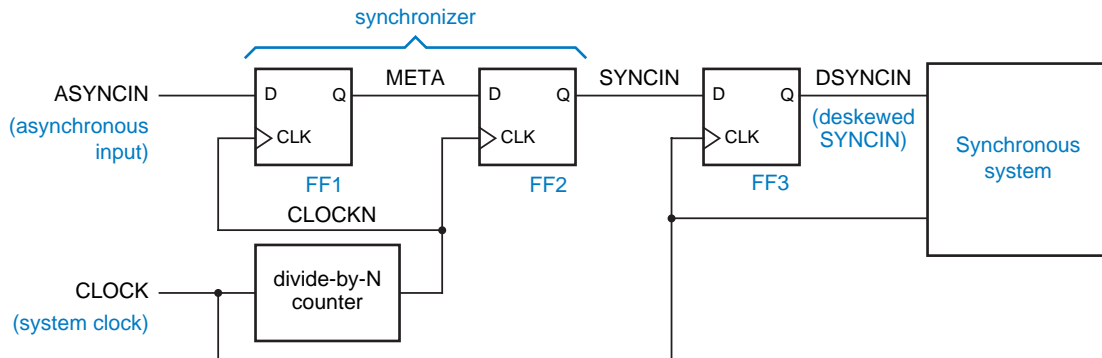 synchronizer
META
SYNCIN
DSYNCIN
ASYNCIN
(asynchronous
input)
D
Q
CLK
FF1
D
Q
CLK
FF2
D
Q
CLK
FF3
(deskewed
SYNCIN)
Synchronous
system
CLOCKN
CLOCK
(system clock)
divide-by-N
counter